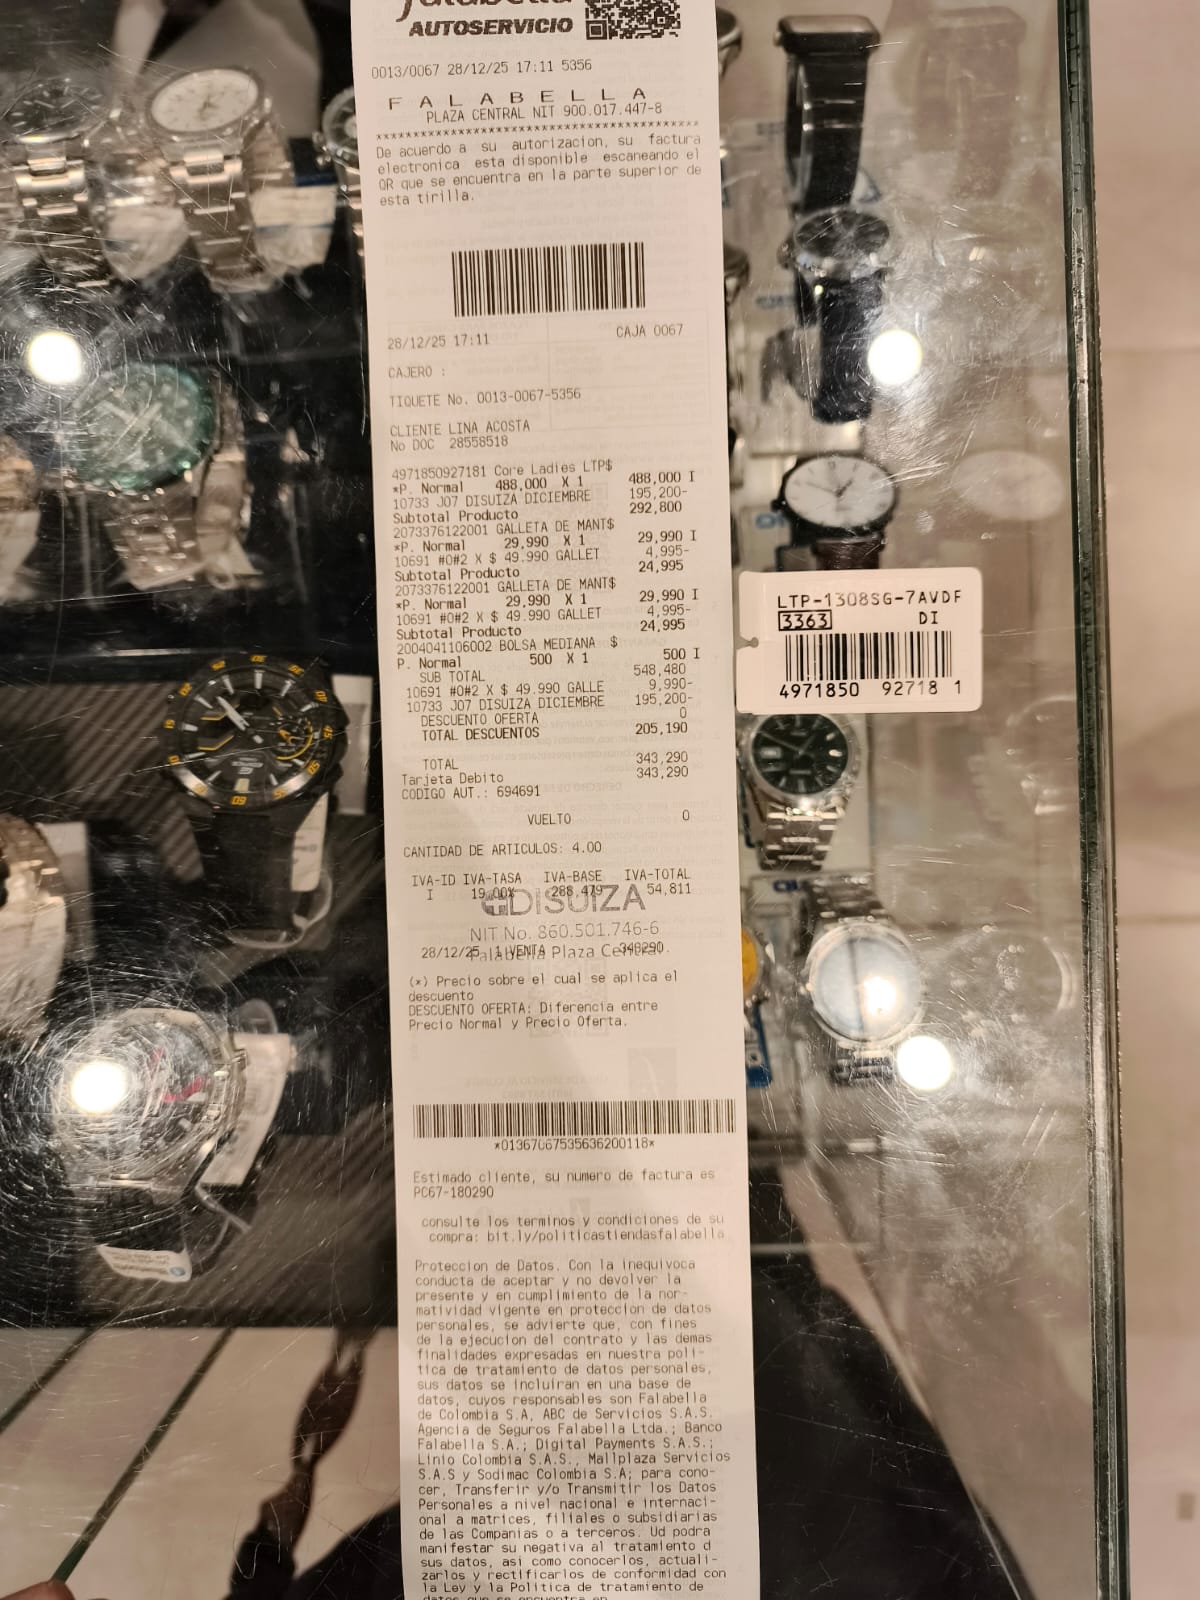 falabella
AUTOSERVICIO
0013/0067 28/12/25 17:11 5356
F A L A B E L L A
PLAZA CENTRAL NIT 900.017.447-8
De acuerdo a su autorizacion, su factura
electronica esta disponible escaneando el
QR que se encuentra en la parte superior de
esta tirilla.
28/12/25 17:11 CAJA 0067
CAJERO :
TIQUETE No. 0013-0067-5356
CLIENTE LINA ACOSTA
No DOC 28558518
4971850927181 Core Ladies LTP$
*P. Normal 488,000 X 1 488,000 I
10733 J07 DISUIZA DICIEMBRE 195,200-
Subtotal Producto 292,800
2073376122001 GALLETA DE MANT$
*P. Normal 29,990 X 1 29,990 I
10691 #0#2 X $ 49.990 GALLET 4,995-
Subtotal Producto 24,995
2073376122001 GALLETA DE MANT$
*P. Normal 29,990 X 1 29,990 I
10691 #0#2 X $ 49.990 GALLET 4,995-
Subtotal Producto 24,995
2004041106002 BOLSA MEDIANA $
P. Normal 500 X 1 500 I
SUB TOTAL 548,480
10691 #0#2 X $ 49.990 GALLE 9,990-
10733 J07 DISUIZA DICIEMBRE 195,200-
DESCUENTO OFERTA 0
TOTAL DESCUENTOS 205,190
TOTAL 343,290
Tarjeta Debito 343,290
CODIGO AUT.: 694691
VUELTO 0
CANTIDAD DE ARTICULOS: 4.00
IVA-ID IVA-TASA IVA-BASE IVA-TOTAL
I 19,00% 288,479 54,811
DISUIZA
NIT No. 860.501.746-6
28/12/25 1 VENTA
Falabella Plaza Central.
(*) Precio sobre el cual se aplica el
descuento
DESCUENTO OFERTA: Diferencia entre
Precio Normal y Precio Oferta.
*01367067535636200118*
Estimado cliente, su numero de factura es
PC67-180290
consulte los terminos y condiciones de su
compra: bit.ly/politicastiendasfalabella
Proteccion de Datos. Con la inequivoca
conducta de aceptar y no devolver la
presente y en cumplimiento de la nor-
matividad vigente en proteccion de datos
personales, se advierte que, con fines
de la ejecucion del contrato y las demas
finalidades expresadas en nuestra poli-
tica de tratamiento de datos personales,
sus datos se incluiran en una base de
datos, cuyos responsables son Falabella
de Colombia S.A, ABC de Servicios S.A.S.
Agencia de Seguros Falabella Ltda.; Banco
Falabella S.A.; Digital Payments S.A.S.;
Linio Colombia S.A.S., Mallplaza Servicios
S.A.S y Sodimac Colombia S.A; para cono-
cer, Transferir y/o Transmitir los Datos
Personales a nivel nacional e internaci-
onal a matrices, filiales o subsidiarias
de las Companias o a terceros. Ud podra
manifestar su negativa al tratamiento d
sus datos, asi como conocerlos, actuali-
zarlos y rectificarlos de conformidad con
la Ley y la Politica de tratamiento de
datos que se encuentra en
LTP-1308SG-7AVDF
3363 DI
4971850 92718 1